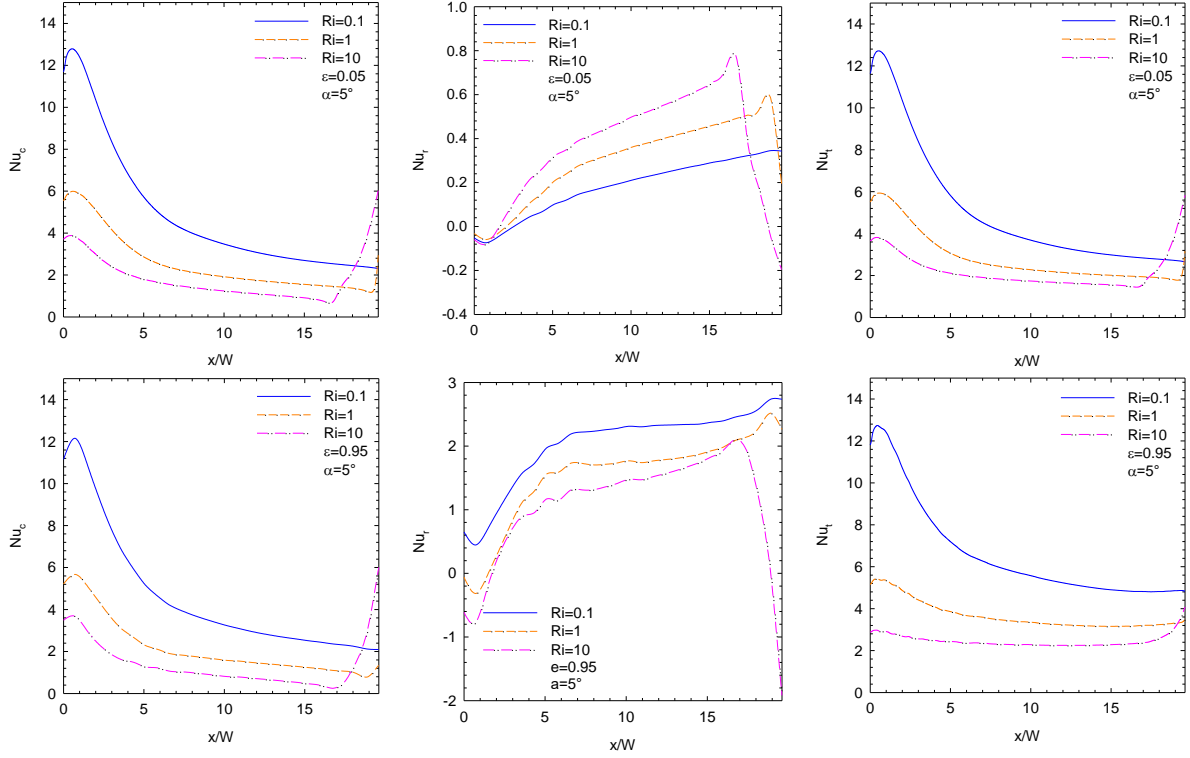 14
12
10
8
6
4
2
0
Nu_c
0
5
10
15
x/W
Ri=0.1
Ri=1
Ri=10
ε=0.05
α=5°
1.0
0.8
0.6
0.4
0.2
0.0
-0.2
-0.4
Nu_r
0
5
10
15
x/W
Ri=0.1
Ri=1
Ri=10
ε=0.05
α=5°
14
12
10
8
6
4
2
0
Nu_t
0
5
10
15
x/W
Ri=0.1
Ri=1
Ri=10
ε=0.05
α=5°
14
12
10
8
6
4
2
0
Nu_c
0
5
10
15
x/W
Ri=0.1
Ri=1
Ri=10
ε=0.95
α=5°
3
2
1
0
-1
-2
Nu_r
0
5
10
15
x/W
Ri=0.1
Ri=1
Ri=10
e=0.95
a=5°
14
12
10
8
6
4
2
0
Nu_t
0
5
10
15
x/W
Ri=0.1
Ri=1
Ri=10
ε=0.95
α=5°